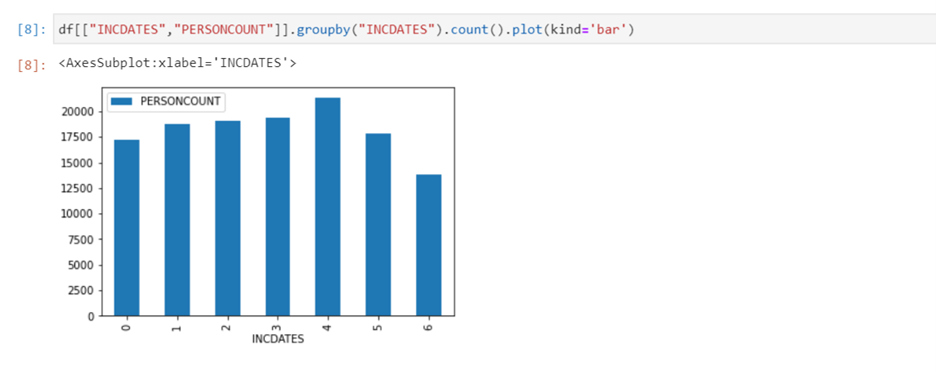 [8]: df[["INCDATES","PERSONCOUNT"]].groupby("INCDATES").count().plot(kind='bar')
[8]: <AxesSubplot:xlabel='INCDATES'>
PERSONCOUNT
20000
17500
15000
12500
10000
7500
5000
2500
0
0 1 2 3 4 5 6
INCDATES